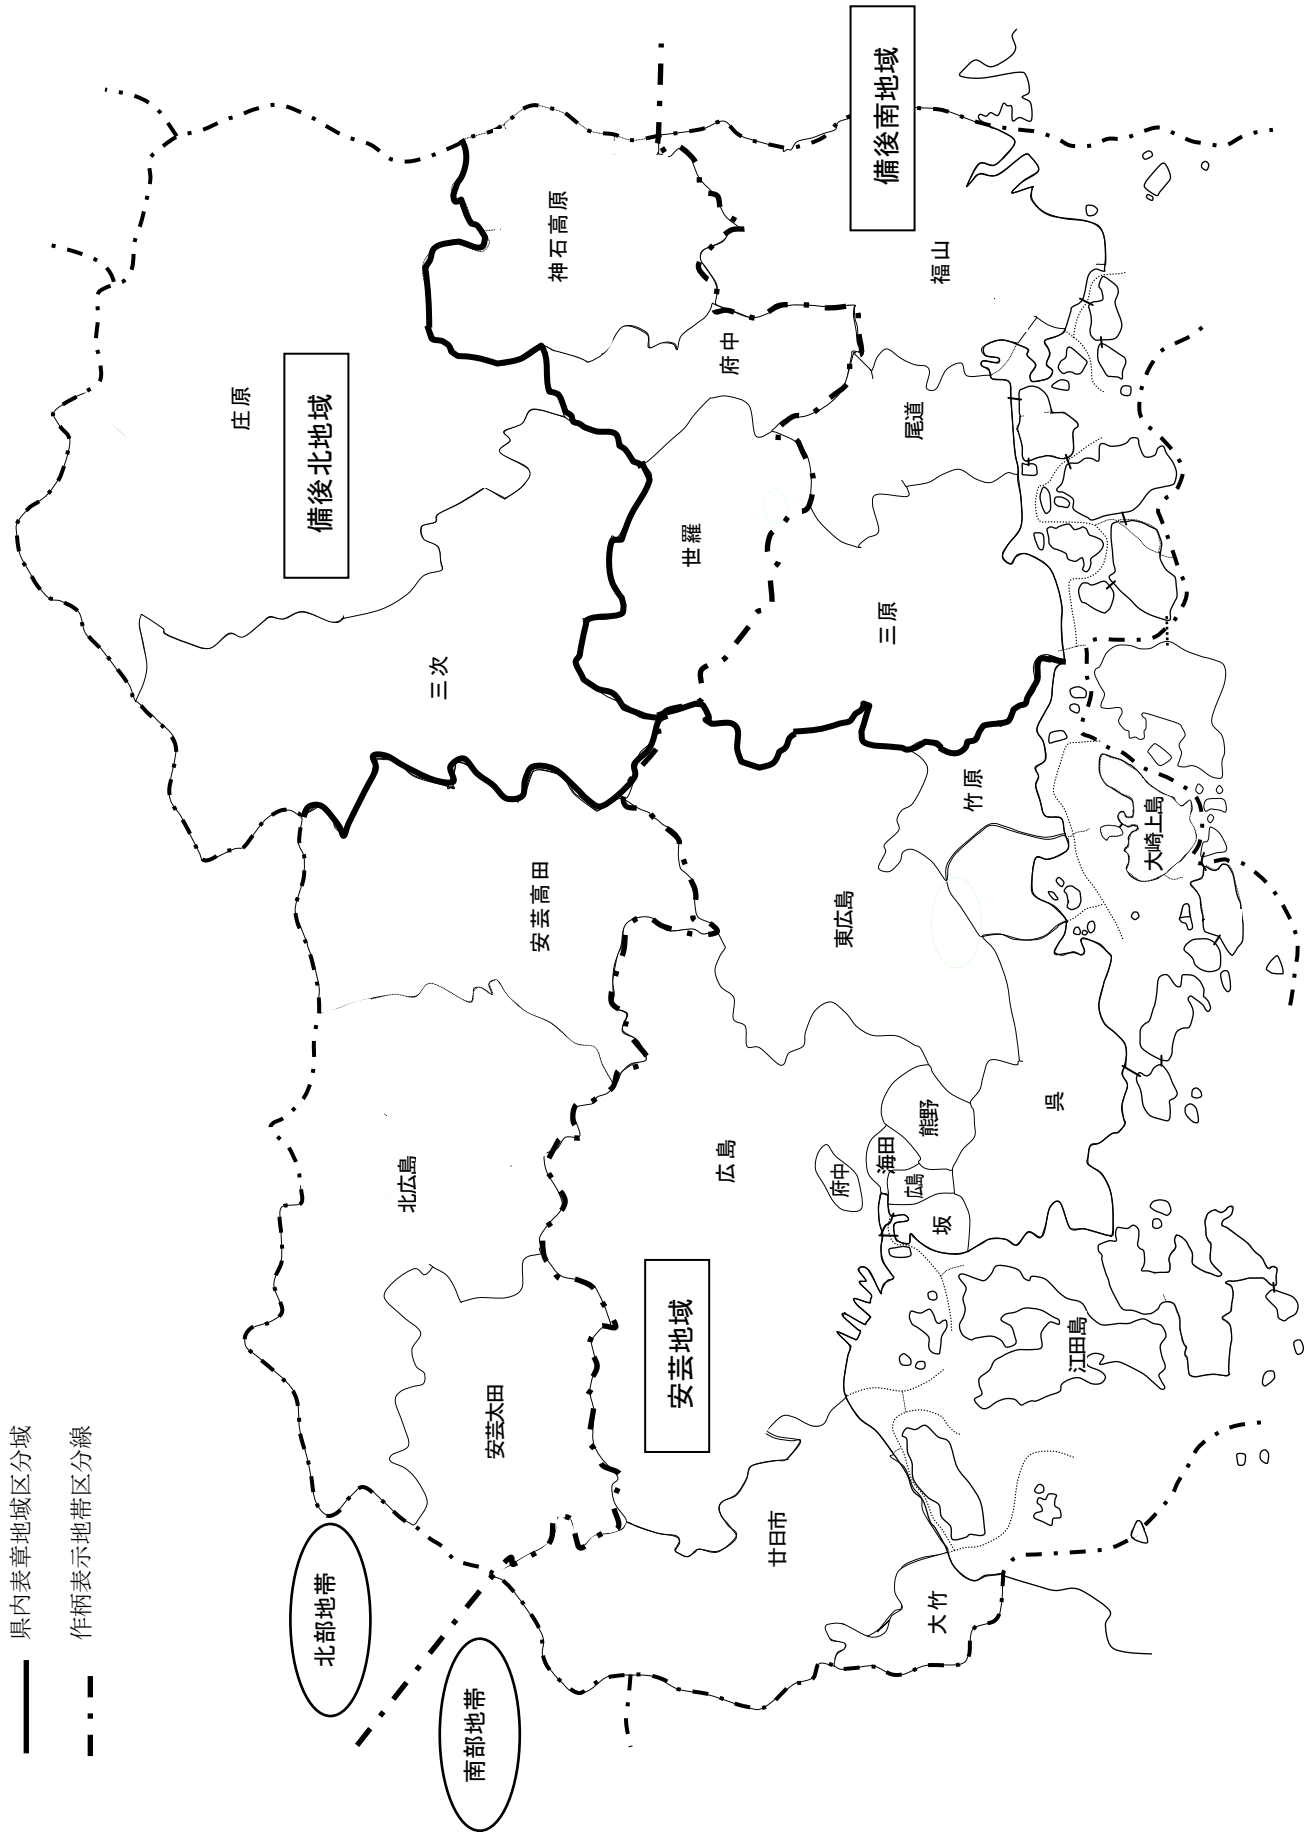 県内表章地域区分域
作柄表示地帯区分線
北部地帯
南部地帯
備後北地域
備後南地域
安芸地域
庄原
三次
神石高原
府中
世羅
福山
尾道
三原
竹原
大崎上島
安芸高田
東広島
北広島
安芸太田
広島
府中
海田
熊野
広島
坂
呉
江田島
廿日市
大竹